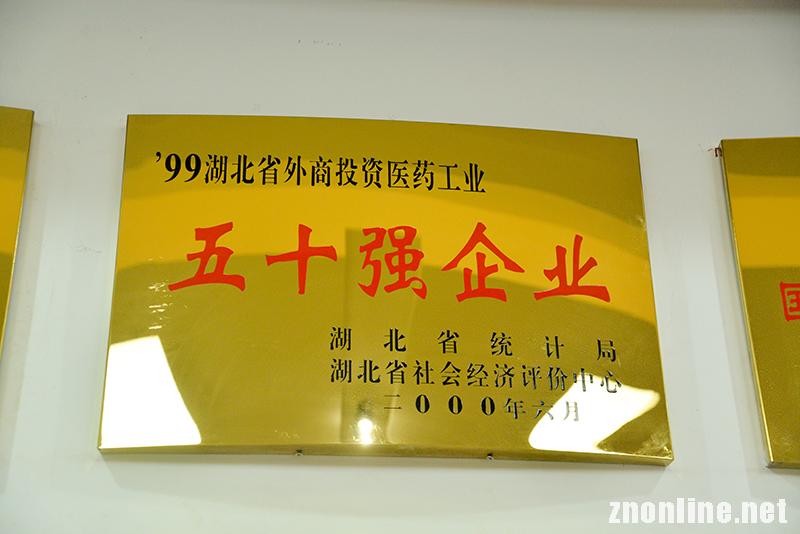 ’99湖北省外商投资医药工业
五十强企业
湖北省统计局
湖北省社会经济评价中心
二000年六月
znonline.net